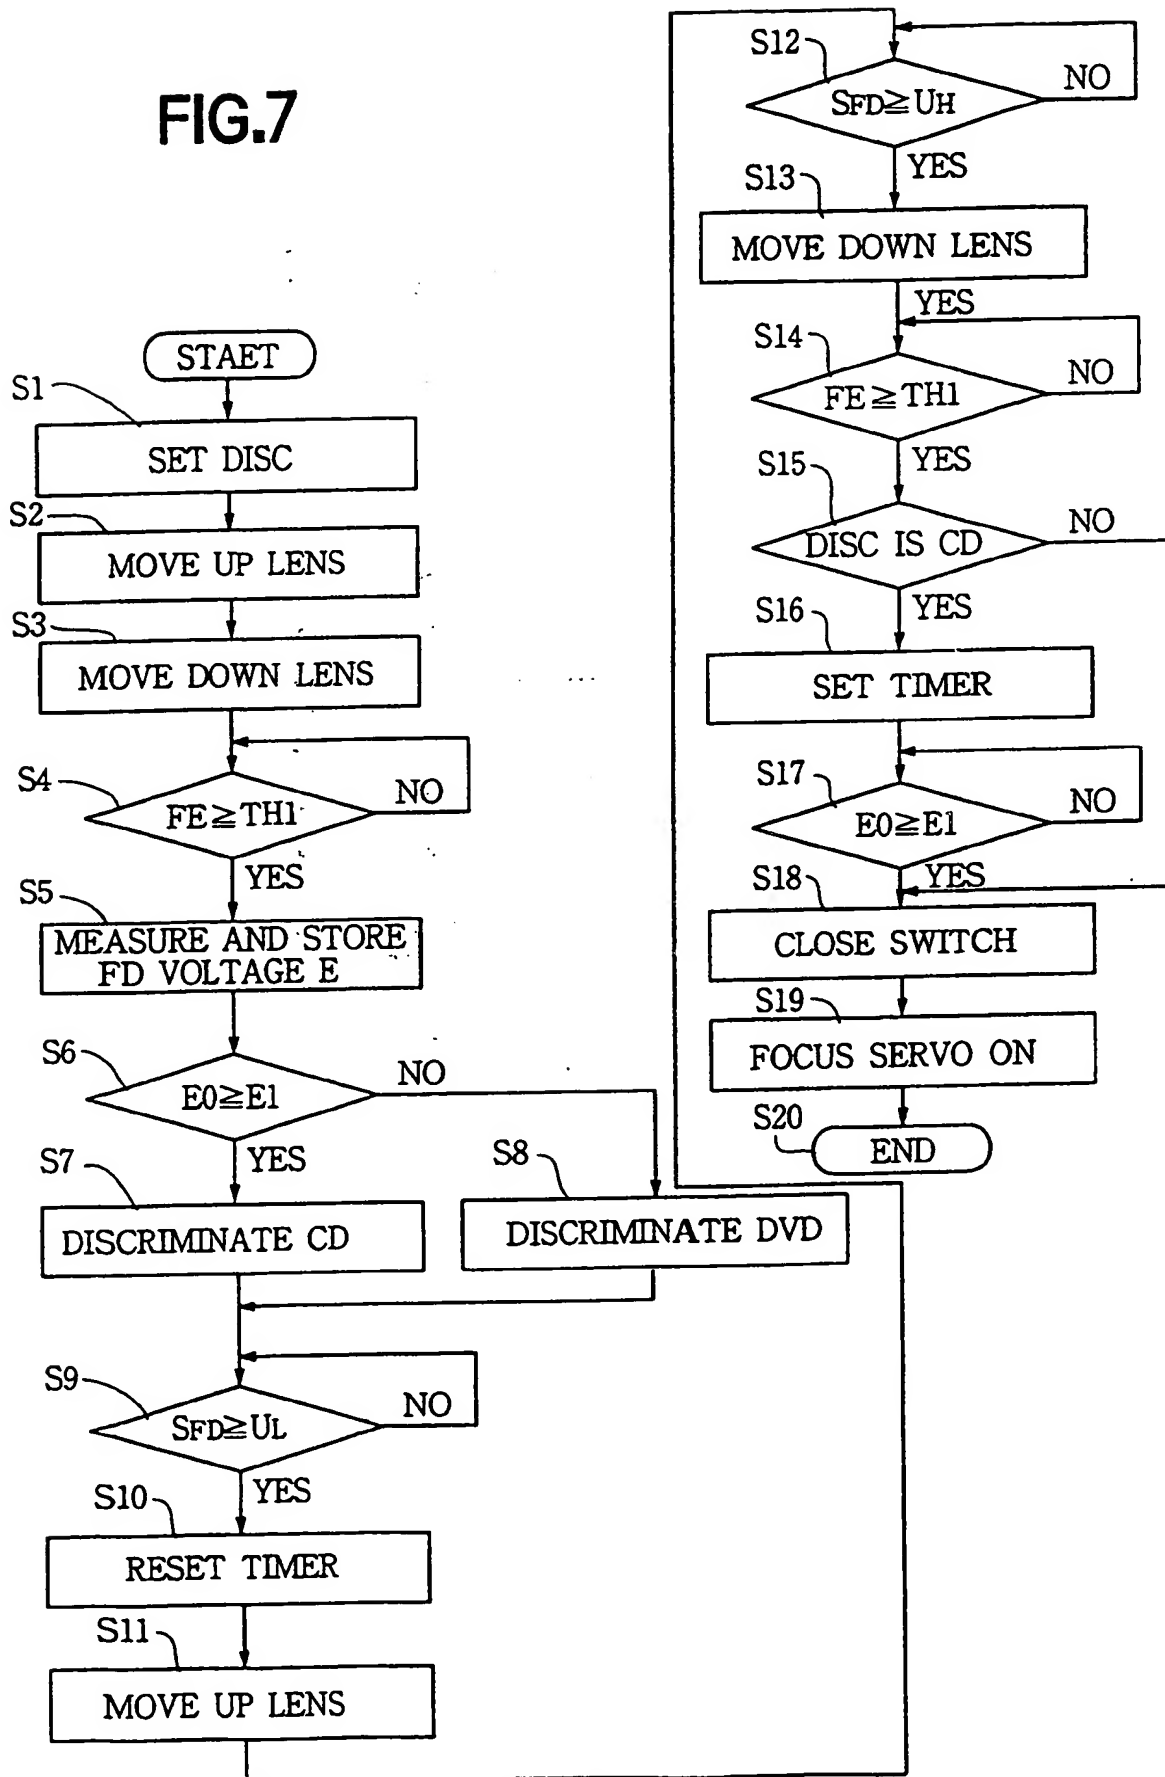 FIG.7
STAET
S1
SET DISC
S2
MOVE UP LENS
S3
MOVE DOWN LENS
S4
FE≧TH1
NO
YES
S5
MEASURE AND STORE
FD VOLTAGE E
S6
E0≧E1
NO
YES
S7
DISCRIMINATE CD
S8
DISCRIMINATE DVD
S9
SFD≧UL
NO
YES
S10
RESET TIMER
S11
MOVE UP LENS
S12
SFD≧UH
NO
YES
S13
MOVE DOWN LENS
YES
S14
FE≧TH1
NO
YES
S15
DISC IS CD
NO
YES
S16
SET TIMER
S17
E0≧E1
NO
YES
S18
CLOSE SWITCH
S19
FOCUS SERVO ON
S20
END